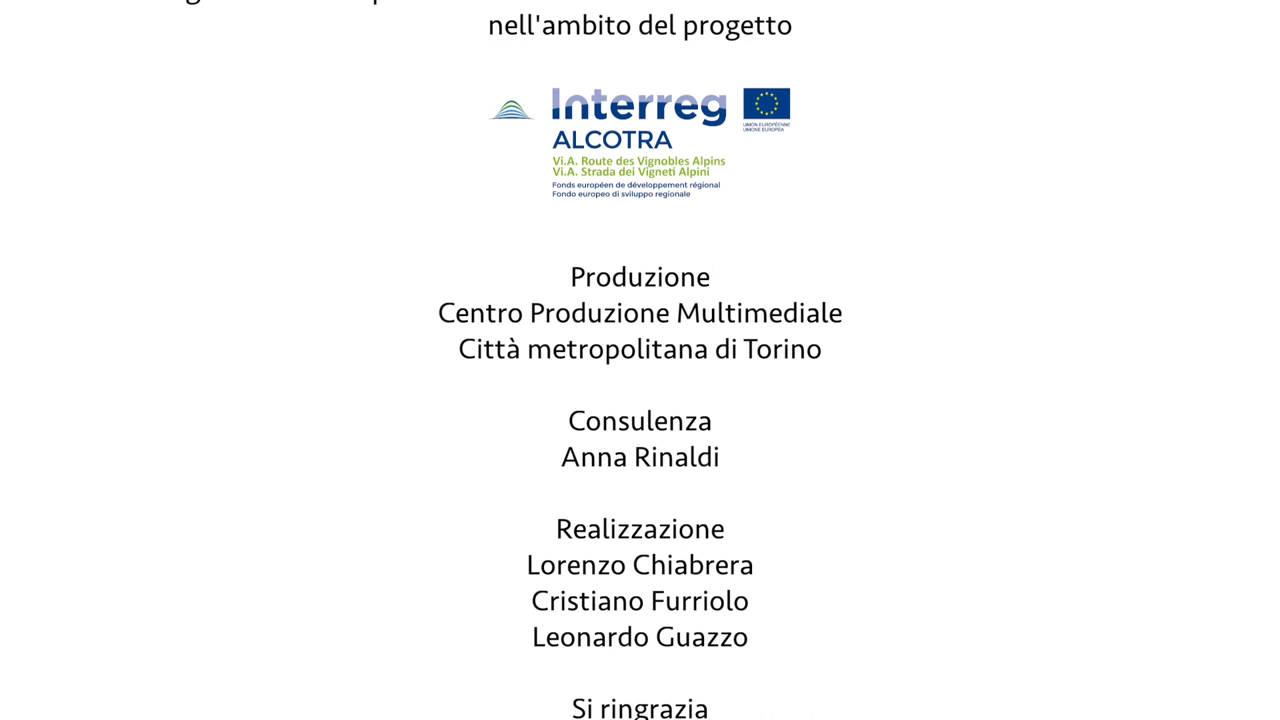 nell'ambito del progetto
Interreg
ALCOTRA
UNION EUROPÉENNE
UNIONE EUROPEA
Vi.A. Route des Vignobles Alpins
Vi.A. Strada dei Vigneti Alpini
Fonds européen de développement régional
Fondo europeo di sviluppo regionale
Produzione
Centro Produzione Multimediale
Città metropolitana di Torino
Consulenza
Anna Rinaldi
Realizzazione
Lorenzo Chiabrera
Cristiano Furriolo
Leonardo Guazzo
Si ringrazia